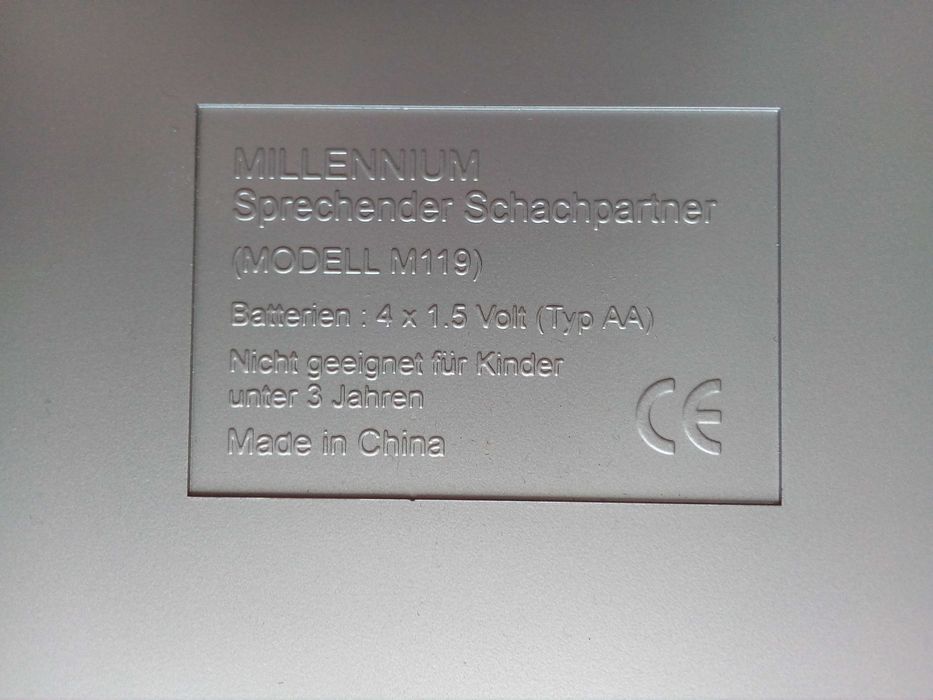 MILLENNIUM
Sprechender Schachpartner
(MODELL M119)
Batterien : 4 x 1.5 Volt (Typ AA)
Nicht geeignet für Kinder
unter 3 Jahren
Made in China
CE